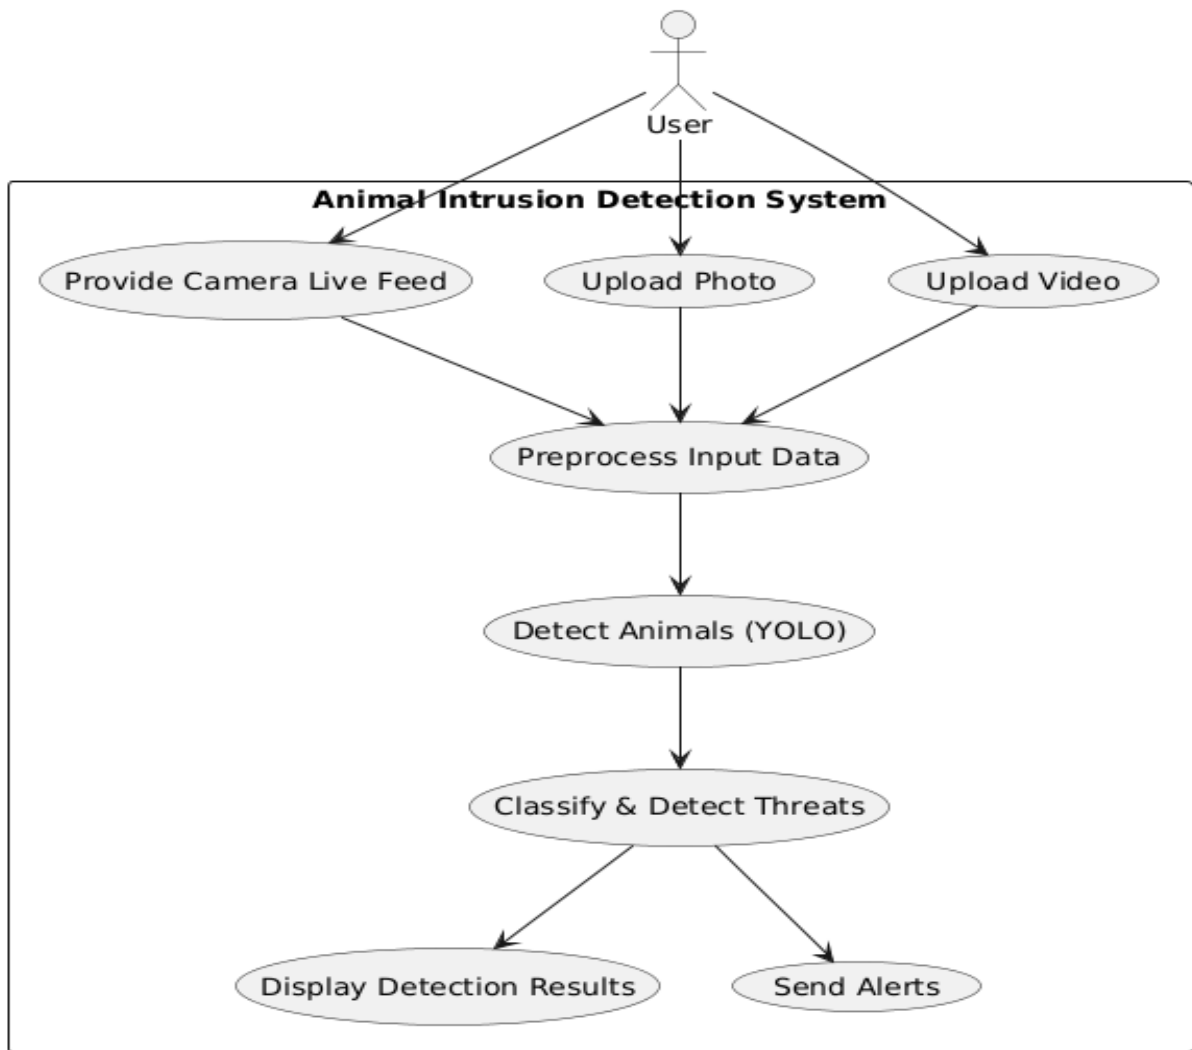 User
Animal Intrusion Detection System
Provide Camera Live Feed
Upload Photo
Upload Video
Preprocess Input Data
Detect Animals (YOLO)
Classify & Detect Threats
Display Detection Results
Send Alerts